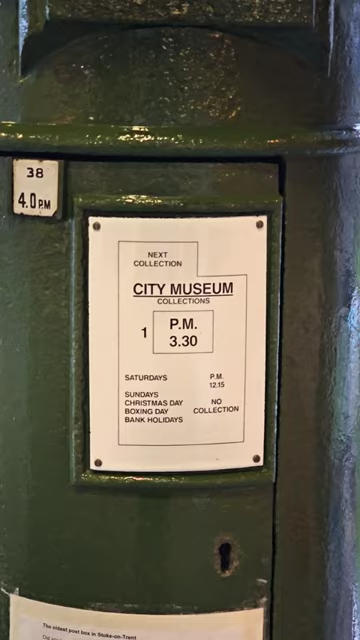 38
4.0 PM
NEXT
COLLECTION
CITY MUSEUM
COLLECTIONS
1 P.M.
3.30
SATURDAYS P.M.
12.15
SUNDAYS
CHRISTMAS DAY NO
BOXING DAY COLLECTION
BANK HOLIDAYS
The oldest post box in Stoke-on-Trent